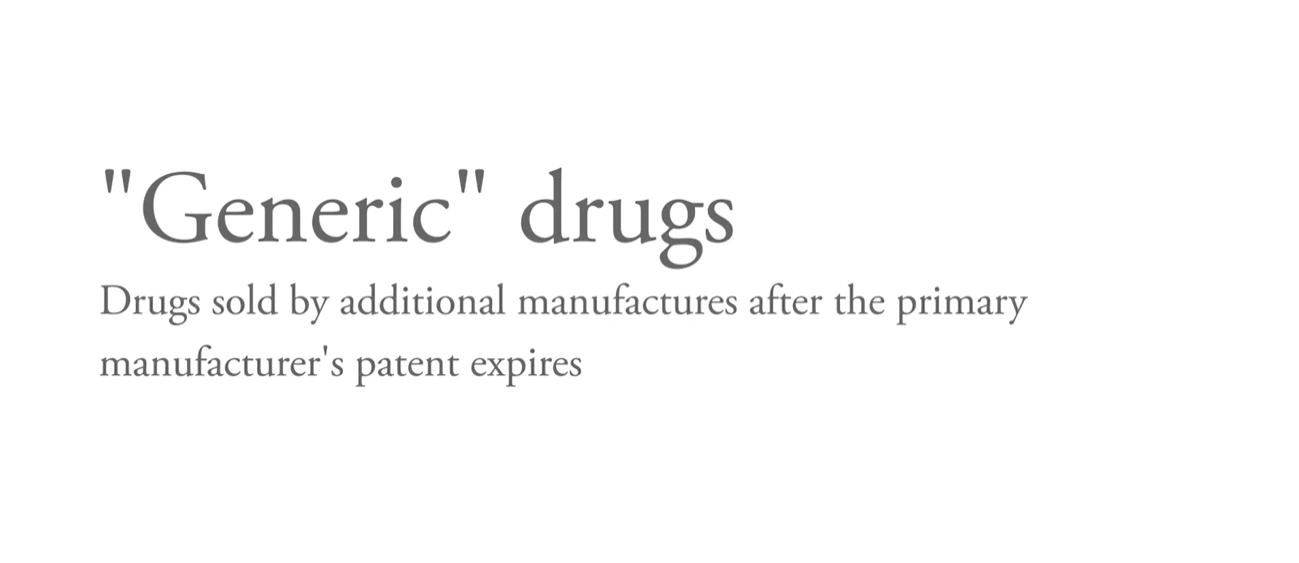 "Generic" drugs
Drugs sold by additional manufactures after the primary
manufacturer's patent expires